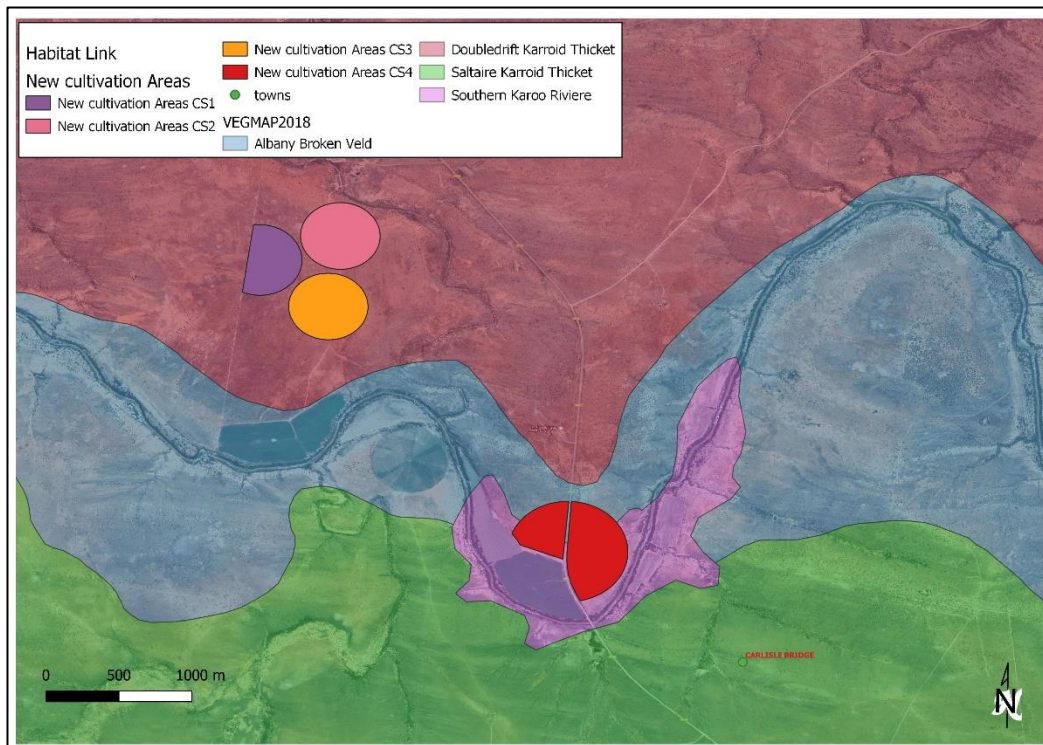 Habitat Link
New cultivation Areas
New cultivation Areas CS1
New cultivation Areas CS2
New cultivation Areas CS3
New cultivation Areas CS4
towns
VEGMAP2018
Albany Broken Veld
Doubledrift Karroid Thicket
Saltaire Karroid Thicket
Southern Karoo Riviere
CARLISLE BRIDGE
0 500 1000 m
N